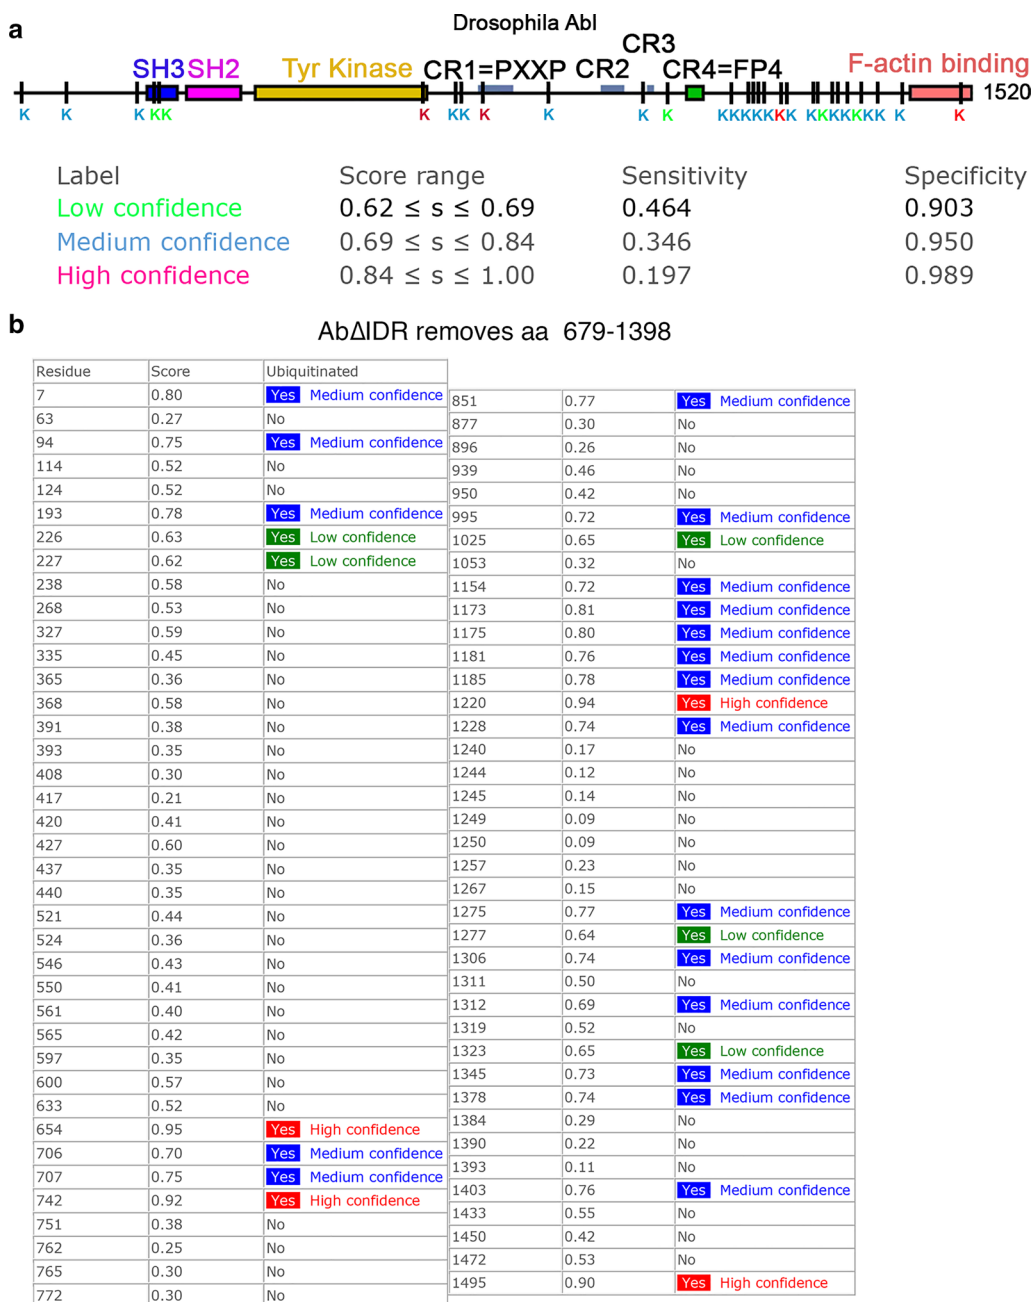 a
Drosophila Abl
SH3 SH2 Tyr Kinase CR1=PXXP CR2 CR3 CR4=FP4 F-actin binding
1520
K K K K K K K K K K K K K K K K K K K K K K K K K K K K K
Label Score range Sensitivity Specificity
Low confidence 0.62 ≤ s ≤ 0.69 0.464 0.903
Medium confidence 0.69 ≤ s ≤ 0.84 0.346 0.950
High confidence 0.84 ≤ s ≤ 1.00 0.197 0.989
b
AbΔIDR removes aa 679-1398
Residue Score Ubiquitinated
7 0.80 Yes Medium confidence
63 0.27 No
94 0.75 Yes Medium confidence
114 0.52 No
124 0.52 No
193 0.78 Yes Medium confidence
226 0.63 Yes Low confidence
227 0.62 Yes Low confidence
238 0.58 No
268 0.53 No
327 0.59 No
335 0.45 No
365 0.36 No
368 0.58 No
391 0.38 No
393 0.35 No
408 0.30 No
417 0.21 No
420 0.41 No
427 0.60 No
437 0.35 No
440 0.35 No
521 0.44 No
524 0.36 No
546 0.43 No
550 0.41 No
561 0.40 No
565 0.42 No
597 0.35 No
600 0.57 No
633 0.52 No
654 0.95 Yes High confidence
706 0.70 Yes Medium confidence
707 0.75 Yes Medium confidence
742 0.92 Yes High confidence
751 0.38 No
762 0.25 No
765 0.30 No
772 0.30 No
851 0.77 Yes Medium confidence
877 0.30 No
896 0.26 No
939 0.46 No
950 0.42 No
995 0.72 Yes Medium confidence
1025 0.65 Yes Low confidence
1053 0.32 No
1154 0.72 Yes Medium confidence
1173 0.81 Yes Medium confidence
1175 0.80 Yes Medium confidence
1181 0.76 Yes Medium confidence
1185 0.78 Yes Medium confidence
1220 0.94 Yes High confidence
1228 0.74 Yes Medium confidence
1240 0.17 No
1244 0.12 No
1245 0.14 No
1249 0.09 No
1250 0.09 No
1257 0.23 No
1267 0.15 No
1275 0.77 Yes Medium confidence
1277 0.64 Yes Low confidence
1306 0.74 Yes Medium confidence
1311 0.50 No
1312 0.69 Yes Medium confidence
1319 0.52 No
1323 0.65 Yes Low confidence
1345 0.73 Yes Medium confidence
1378 0.74 Yes Medium confidence
1384 0.29 No
1390 0.22 No
1393 0.11 No
1403 0.76 Yes Medium confidence
1433 0.55 No
1450 0.42 No
1472 0.53 No
1495 0.90 Yes High confidence